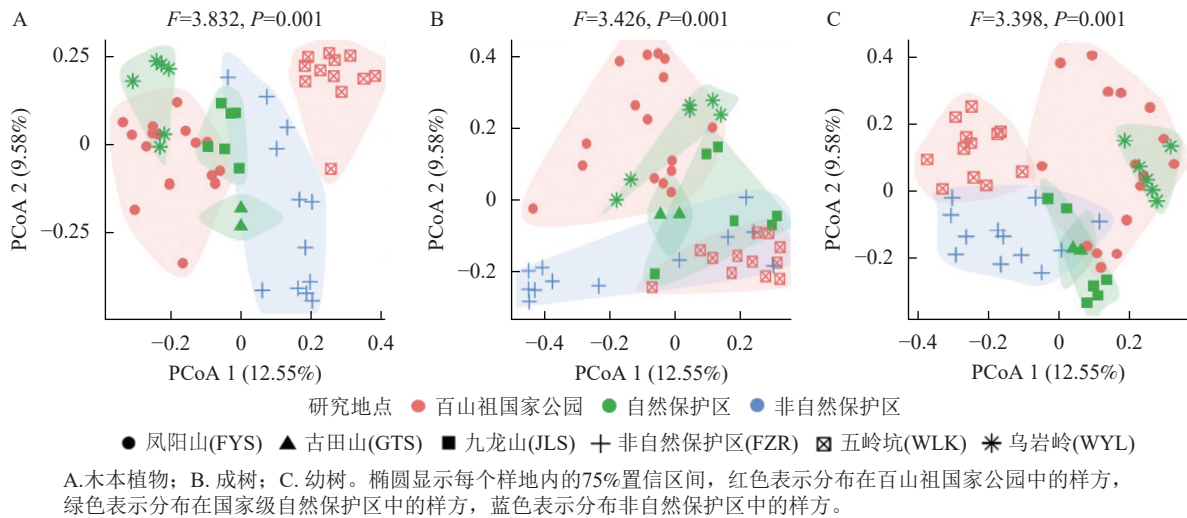 A
F=3.832, P=0.001
PCoA 2 (9.58%)
0.25
0
−0.25
−0.2
0
0.2
0.4
PCoA 1 (12.55%)
B
F=3.426, P=0.001
PCoA 2 (9.58%)
0.4
0.2
0
−0.2
−0.4
−0.2
0
0.2
PCoA 1 (12.55%)
C
F=3.398, P=0.001
PCoA 2 (9.58%)
0.4
0.2
0
−0.2
−0.4
−0.2
0
0.2
PCoA 1 (12.55%)
研究地点 百山祖国家公园 自然保护区 非自然保护区
凤阳山(FYS) 古田山(GTS) 九龙山(JLS) 非自然保护区(FZR) 五岭坑(WLK) 乌岩岭(WYL)
A.木本植物；B. 成树；C. 幼树。椭圆显示每个样地内的75%置信区间，红色表示分布在百山祖国家公园中的样方，
绿色表示分布在国家级自然保护区中的样方，蓝色表示分布非自然保护区中的样方。